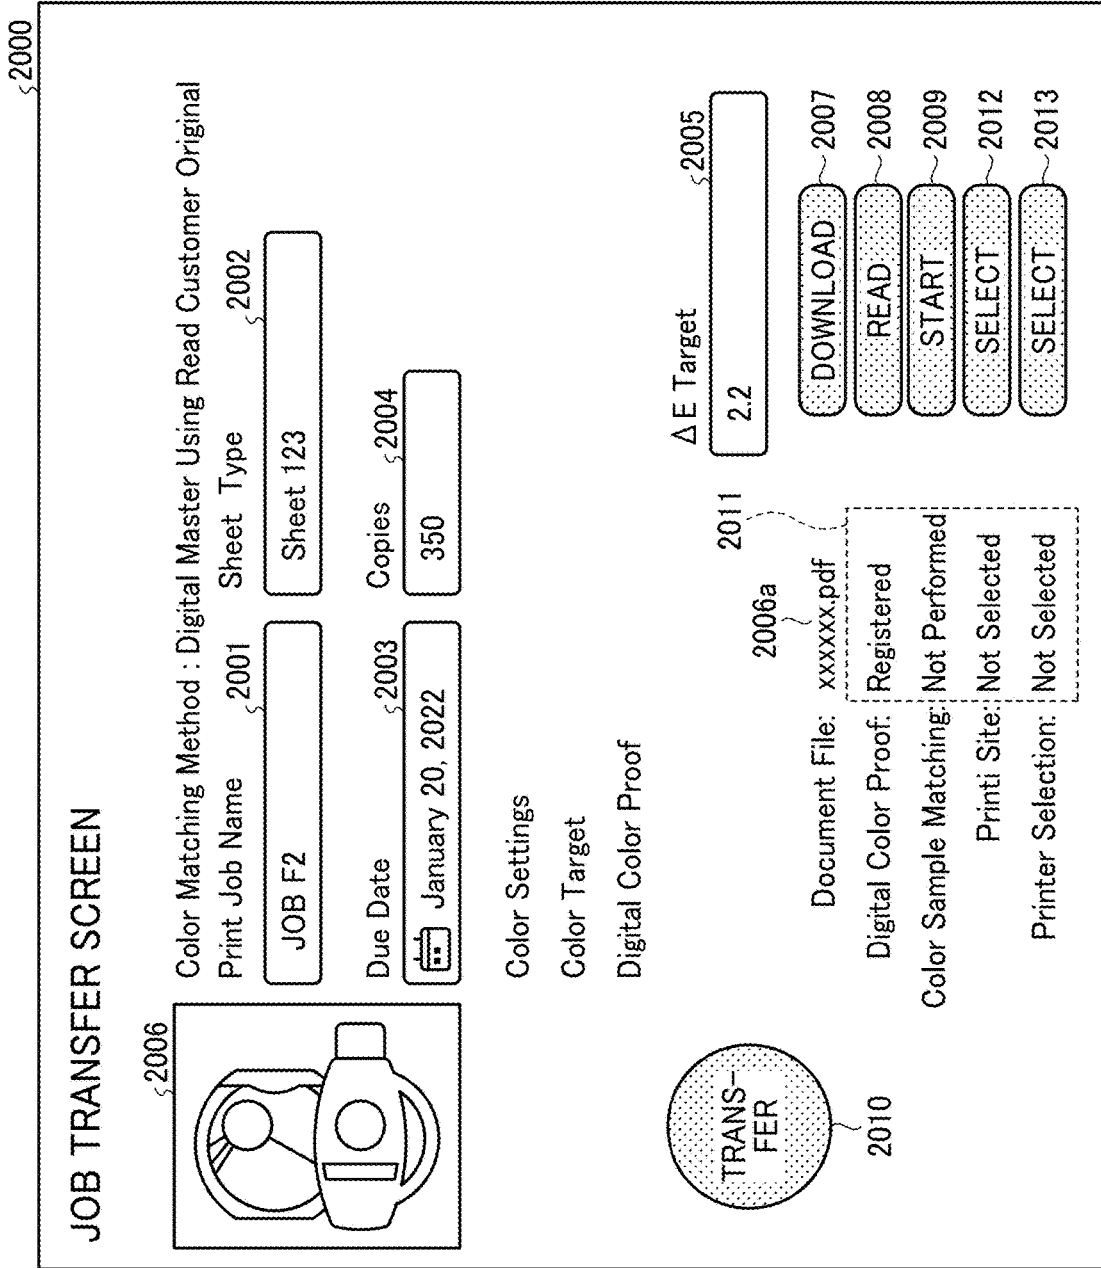 2000
JOB TRANSFER SCREEN
2006
Color Matching Method : Digital Master Using Read Customer Original
Print Job Name 2001
JOB F2
Sheet Type 2002
Sheet 123
Due Date 2003
January 20, 2022
Copies 2004
350
Color Settings
Color Target
Digital Color Proof
ΔE Target 2005
2.2
TRANS-
FER
2010
2006a 2011
Document File: xxxxxx.pdf DOWNLOAD 2007
Digital Color Proof: Registered READ 2008
Color Sample Matching: Not Performed START 2009
Printi Site: Not Selected SELECT 2012
Printer Selection: Not Selected SELECT 2013